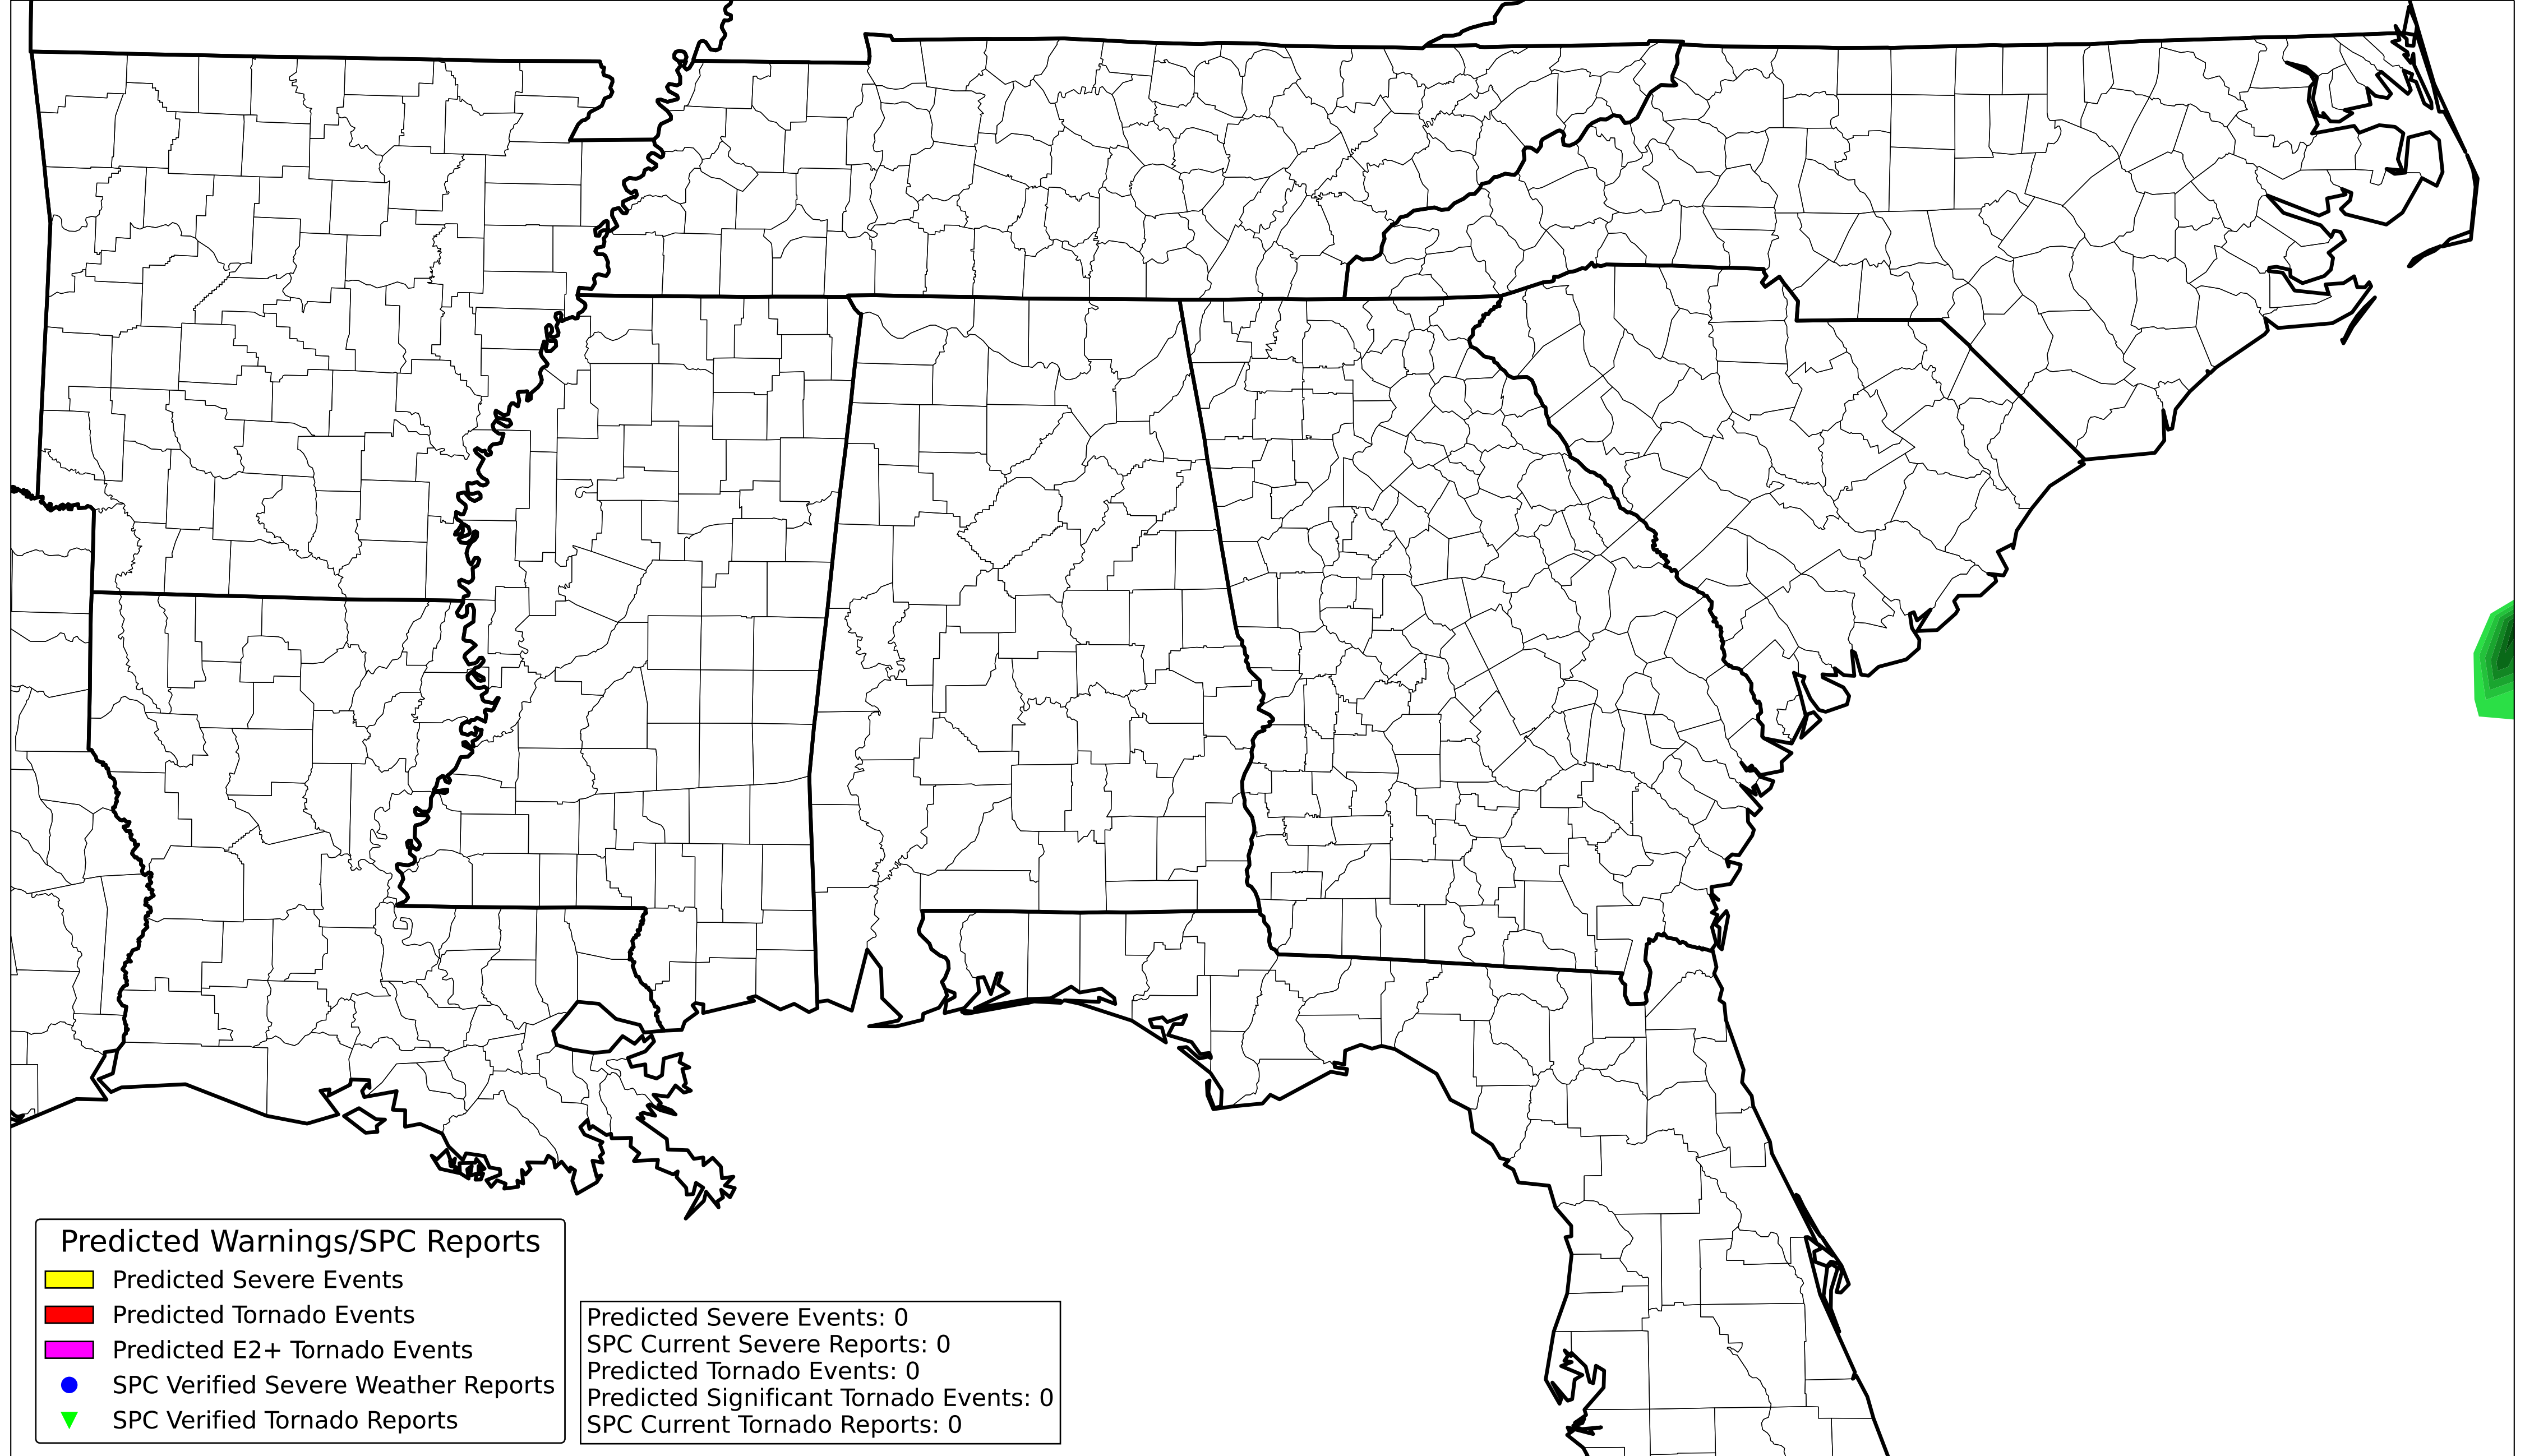 Predicted Warnings/SPC Reports
Predicted Severe Events
Predicted Tornado Events
Predicted E2+ Tornado Events
SPC Verified Severe Weather Reports
SPC Verified Tornado Reports
Predicted Severe Events: 0
SPC Current Severe Reports: 0
Predicted Tornado Events: 0
Predicted Significant Tornado Events: 0
SPC Current Tornado Reports: 0